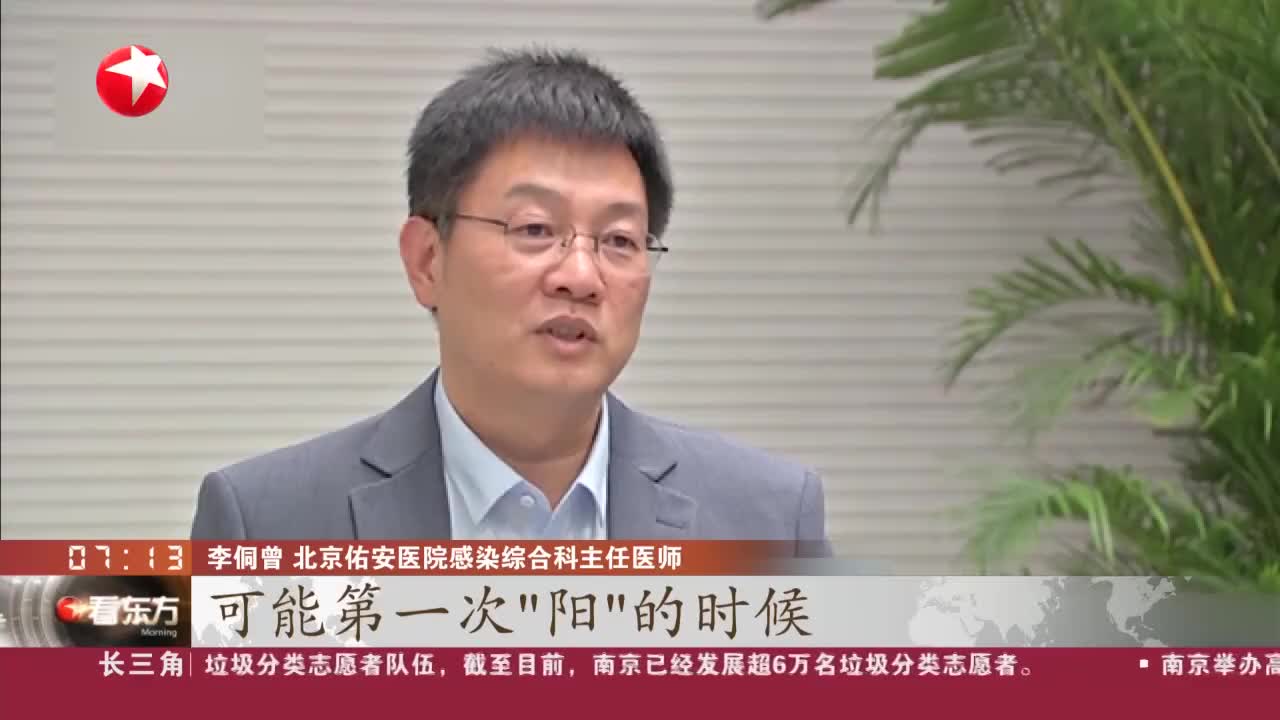 07:13
李侗曾 北京佑安医院感染综合科主任医师
看东方
Morning
可能第一次"阳"的时候
长三角
垃圾分类志愿者队伍，截至目前，南京已经发展超6万名垃圾分类志愿者。 ▪ 南京举办高